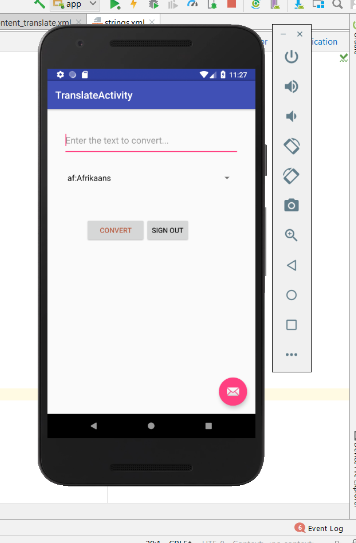 app
ntent_translate.xml
strings.xml
ication
11:27
TranslateActivity
Enter the text to convert...
af:Afrikaans
CONVERT
SIGN OUT
6
Event Log